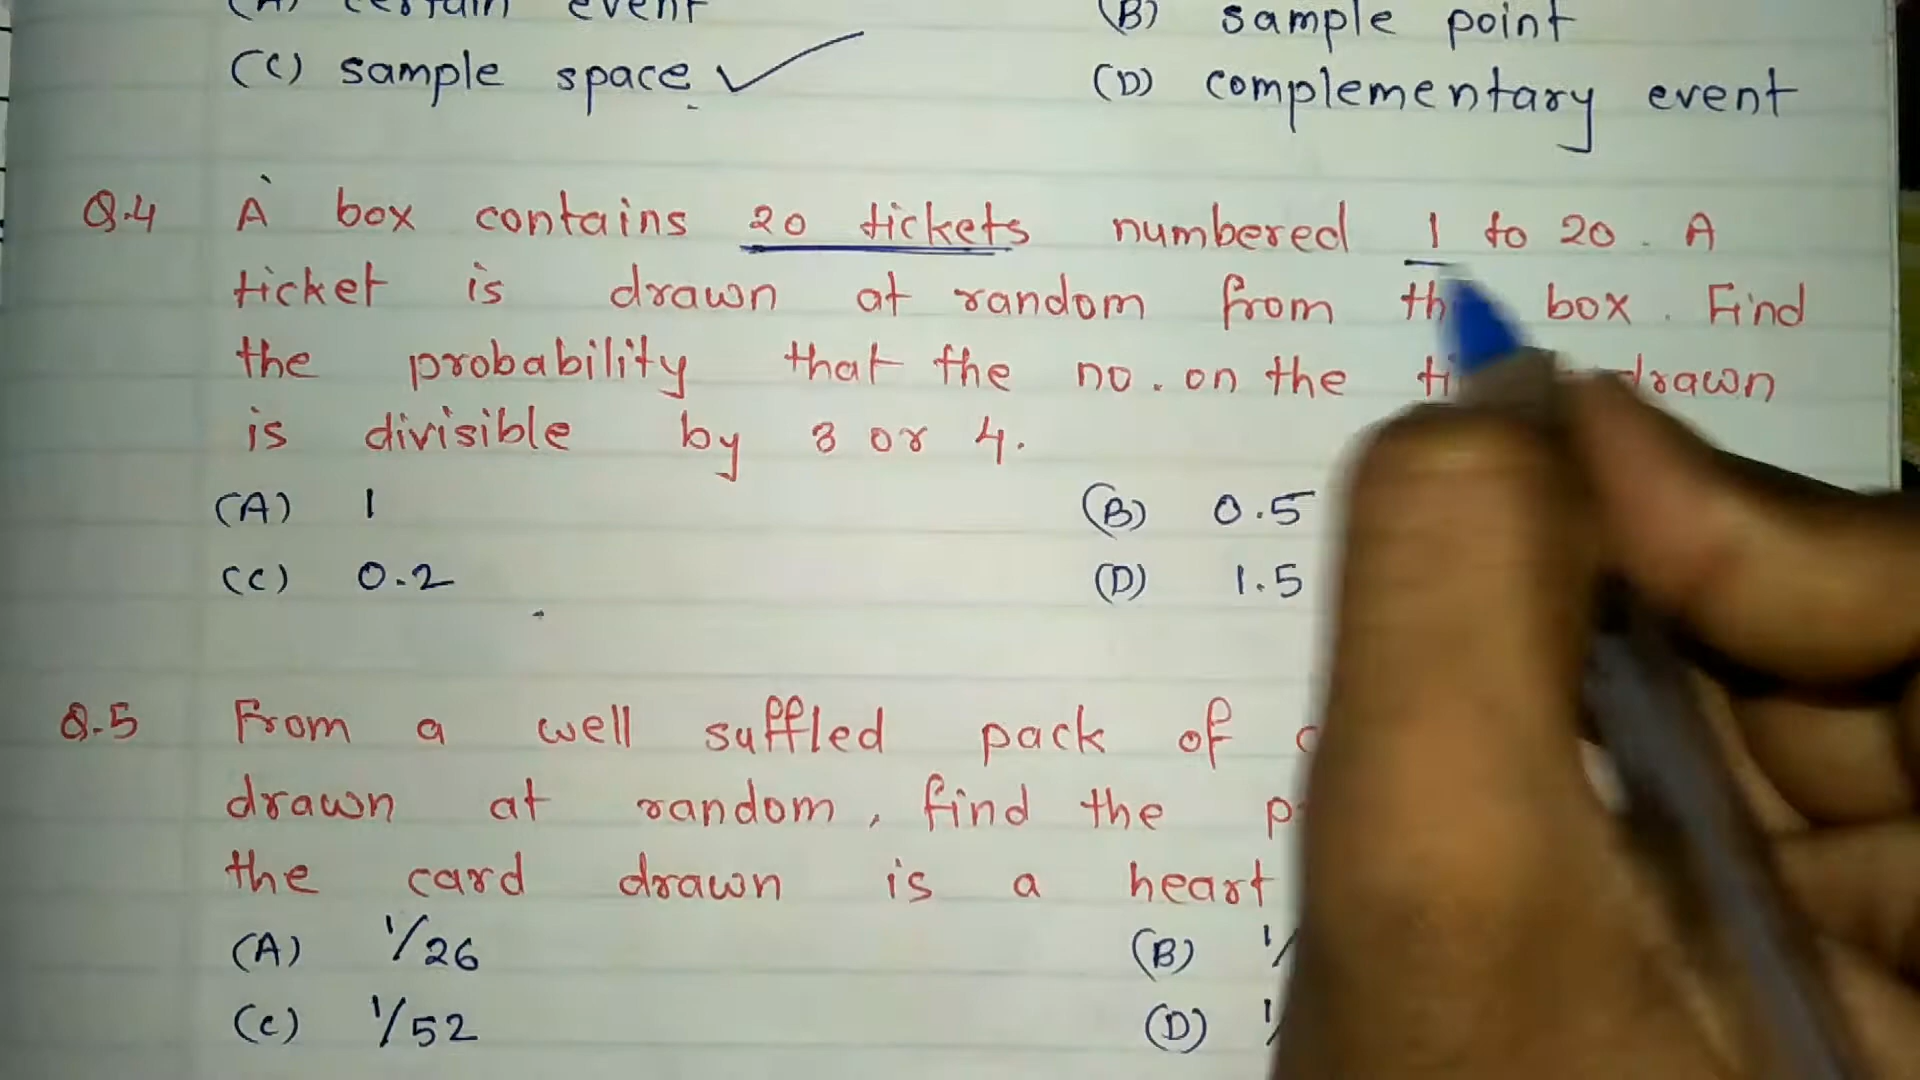 (A) certain event (B) sample point
(C) sample space (D) complementary event
Q.4 A box contains 20 tickets numbered 1 to 20. A
ticket is drawn at random from box. Find
the probability that the no. on the drawn
is divisible by 3 or 4.
(A) 1 (B) 0.5
(C) 0.2 (D) 1.5
Q.5 From a well suffled pack of
drawn at random, find the
the card drawn is a heart
(A) 1/26 (B)
(C) 1/52 (D)